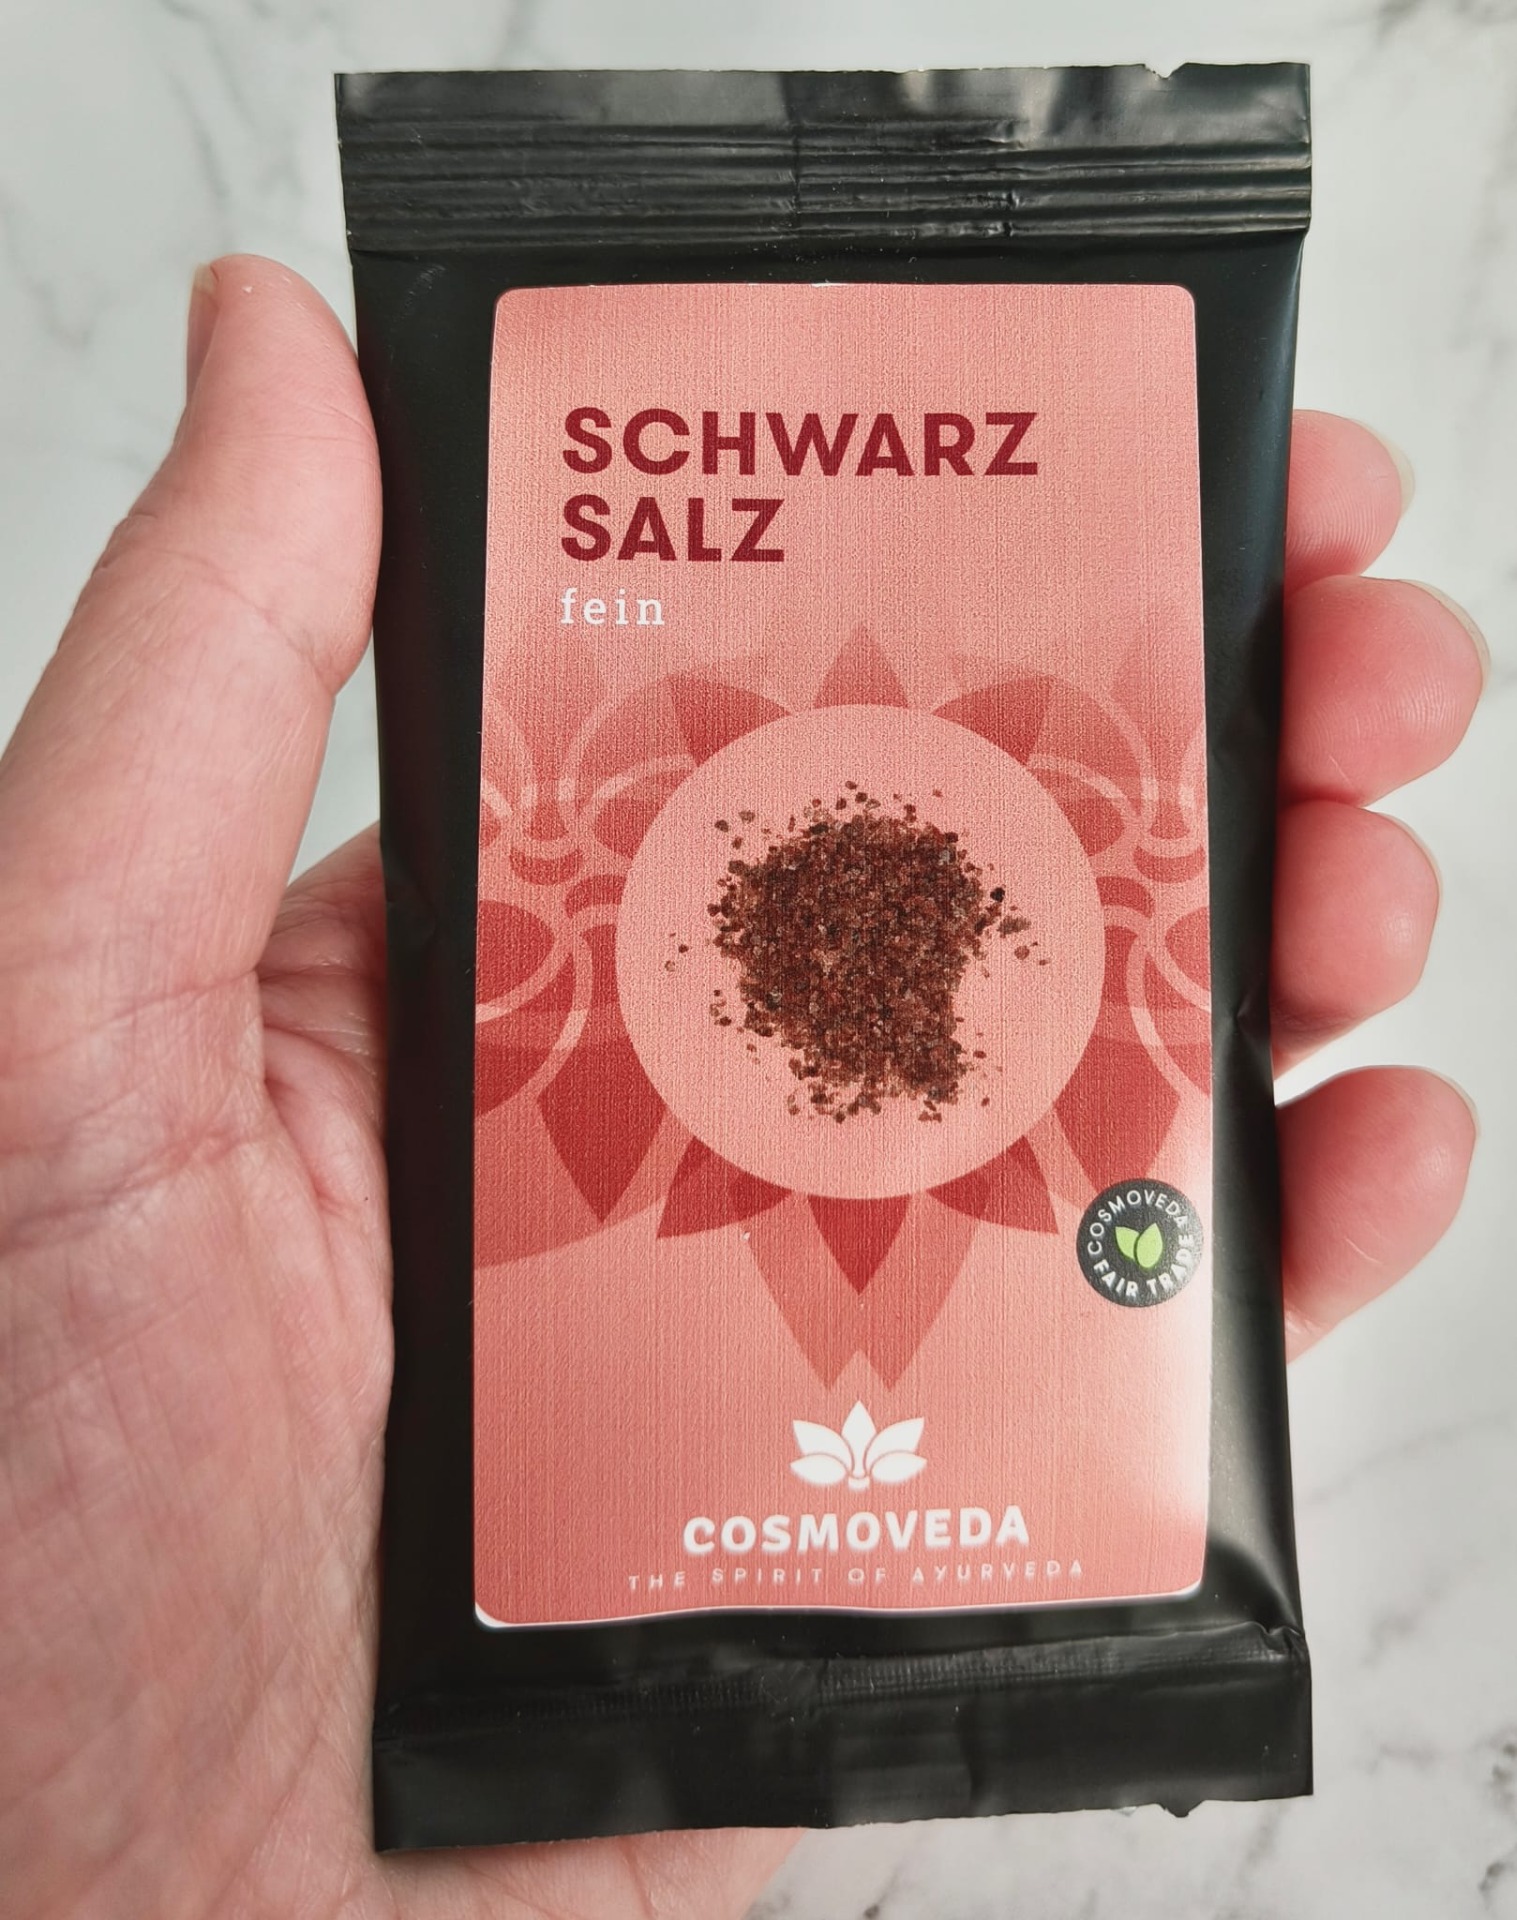 SCHWARZ
SALZ
fein
COSMOVEDA
FAIR TRADE
COSMOVEDA
THE SPIRIT OF AYURVEDA